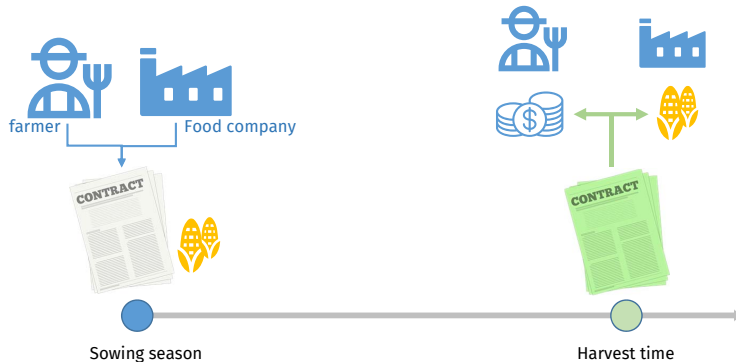 farmer
Food company
CONTRACT
CONTRACT
$
Sowing season
Harvest time